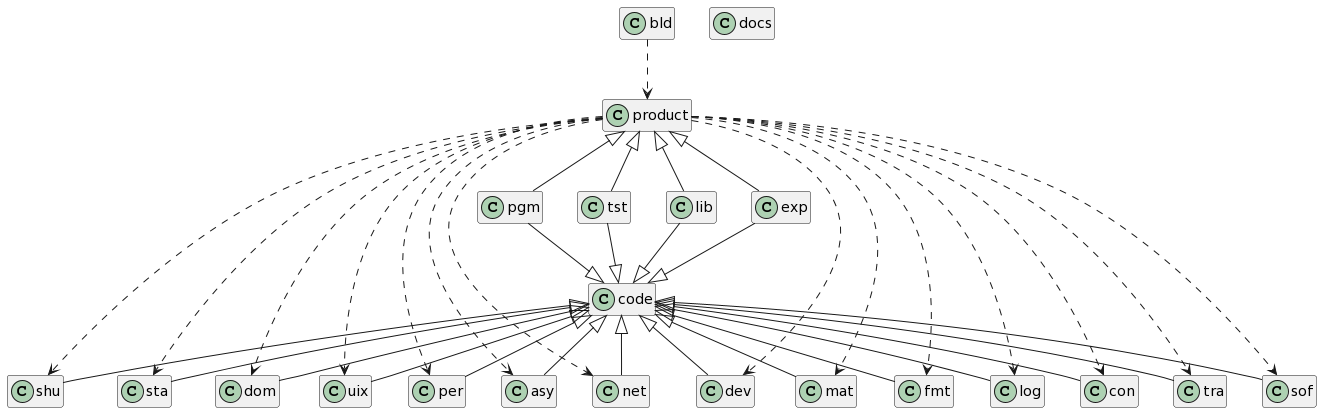 C bld C docs
C product
C pgm C tst C lib C exp
C code
C shu C sta C dom C uix C per C asy C net C dev C mat C fmt C log C con C tra C sof